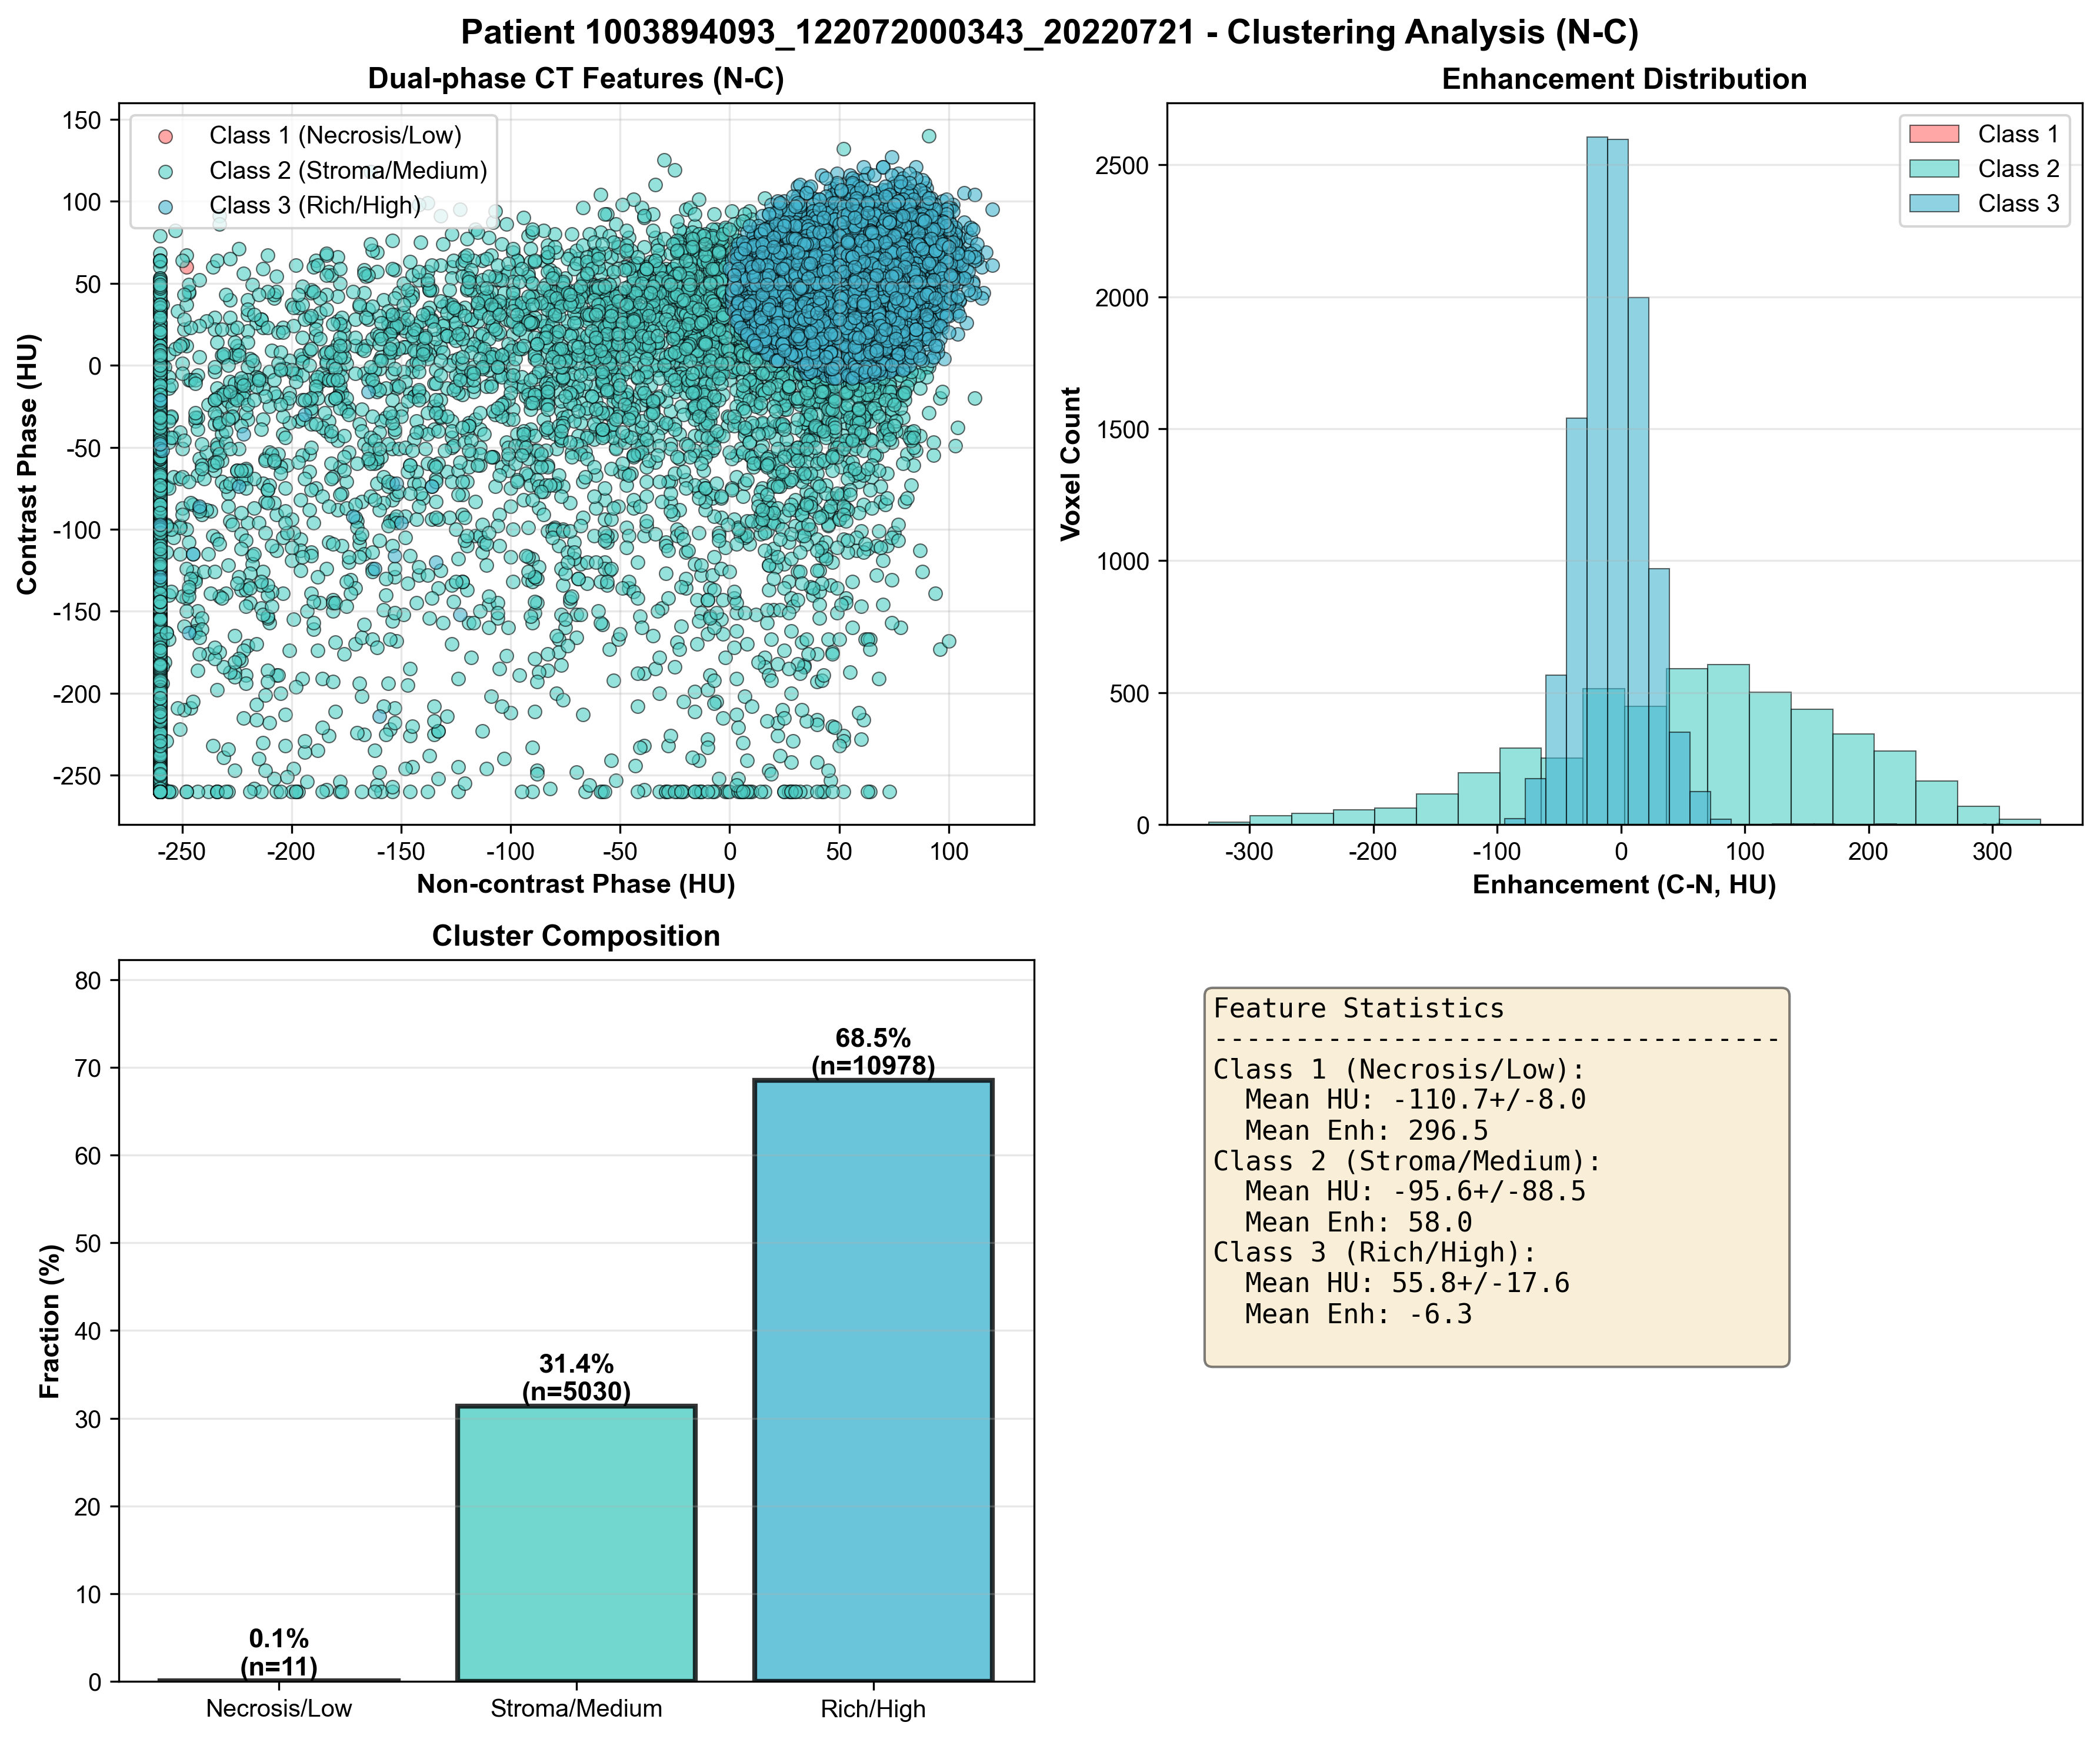 Patient 1003894093_122072000343_20220721 - Clustering Analysis (N-C)
Dual-phase CT Features (N-C)
Class 1 (Necrosis/Low)
Class 2 (Stroma/Medium)
Class 3 (Rich/High)
150
100
50
0
-50
-100
-150
-200
-250
Contrast Phase (HU)
-250 -200 -150 -100 -50 0 50 100
Non-contrast Phase (HU)
Enhancement Distribution
Class 1
Class 2
Class 3
2500
2000
1500
1000
500
0
Voxel Count
-300 -200 -100 0 100 200 300
Enhancement (C-N, HU)
Cluster Composition
80
70
60
50
40
30
20
10
0
Fraction (%)
0.1%
(n=11)
31.4%
(n=5030)
68.5%
(n=10978)
Necrosis/Low Stroma/Medium Rich/High
Feature Statistics
-----------------------------------
Class 1 (Necrosis/Low):
Mean HU: -110.7+/-8.0
Mean Enh: 296.5
Class 2 (Stroma/Medium):
Mean HU: -95.6+/-88.5
Mean Enh: 58.0
Class 3 (Rich/High):
Mean HU: 55.8+/-17.6
Mean Enh: -6.3